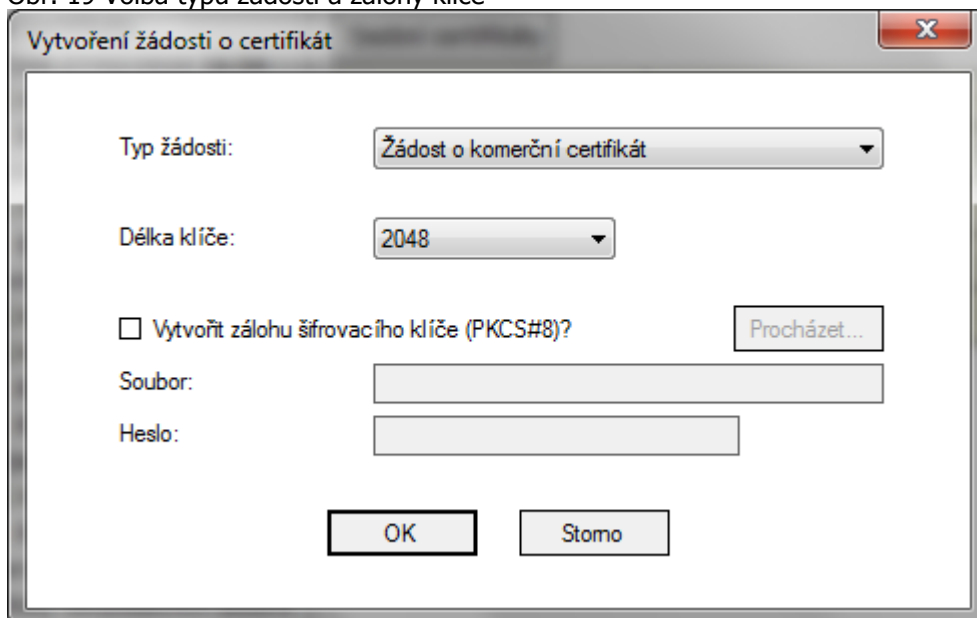 Obr. 19 Volba typu žádosti a zálohy klíče
Vytvoření žádosti o certifikát
Typ žádosti:
Žádost o komerční certifikát
Délka klíče:
2048
Vytvořit zálohu šifrovacího klíče (PKCS#8)?
Procházet...
Soubor:
Heslo:
OK
Storno